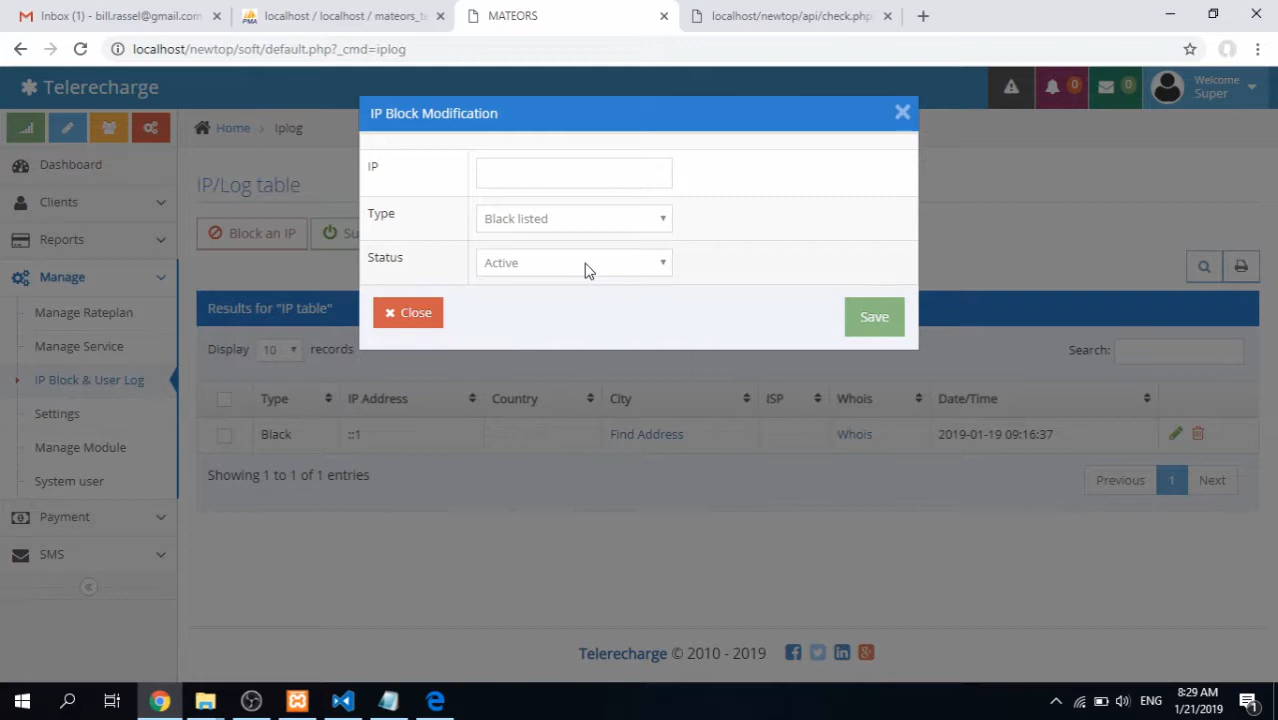 Inbox (1) - bill.rassel@gmail.com
localhost / localhost / mateors_te
MATEORS
localhost/newtop/api/check.php
localhost/newtop/soft/default.php?_cmd=iplog
Telerecharge
0
0
Welcome
Super
Home > Iplog
IP Block Modification
IP
Type
Black listed
Status
Active
Close
Save
Dashboard
Clients
Reports
Manage
Manage Rateplan
Manage Service
IP Block & User Log
Settings
Manage Module
System user
Payment
SMS
IP/Log table
Block an IP
Su
Results for "IP table"
Display 10 records
Search:
Type IP Address Country City ISP Whois Date/Time
Black ::1 Find Address Whois 2019-01-19 09:16:37
Showing 1 to 1 of 1 entries
Previous 1 Next
Telerecharge © 2010 - 2019
ENG
8:29 AM
1/21/2019
1